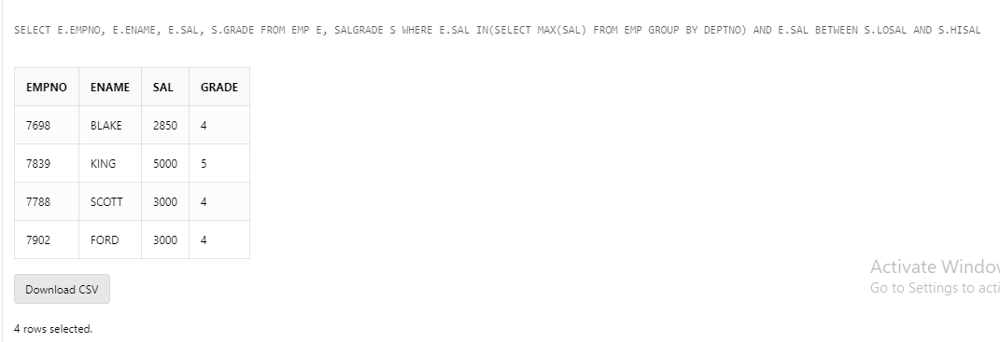 SELECT E.EMPNO, E.ENAME, E.SAL, S.GRADE FROM EMP E, SALGRADE S WHERE E.SAL IN(SELECT MAX(SAL) FROM EMP GROUP BY DEPTNO) AND E.SAL BETWEEN S.LOSAL AND S.HISAL
EMPNO ENAME SAL GRADE
7698 BLAKE 2850 4
7839 KING 5000 5
7788 SCOTT 3000 4
7902 FORD 3000 4
Download CSV
4 rows selected.
Activate Window
Go to Settings to acti